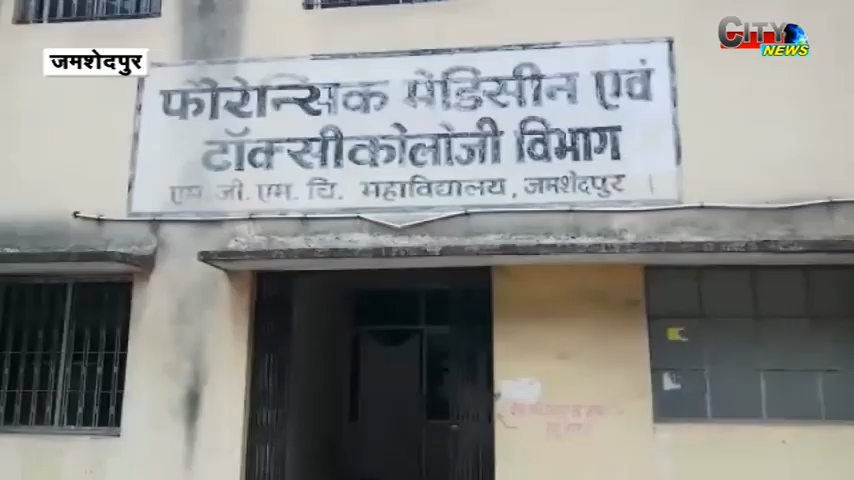 CITY
NEWS
जमशेदपुर
फौरेन्सिक मेडिसीन एवं
टॉक्सीकोलोजी विभाग
एम. जी. एम. चि. महाविद्यालय, जमशेदपुर